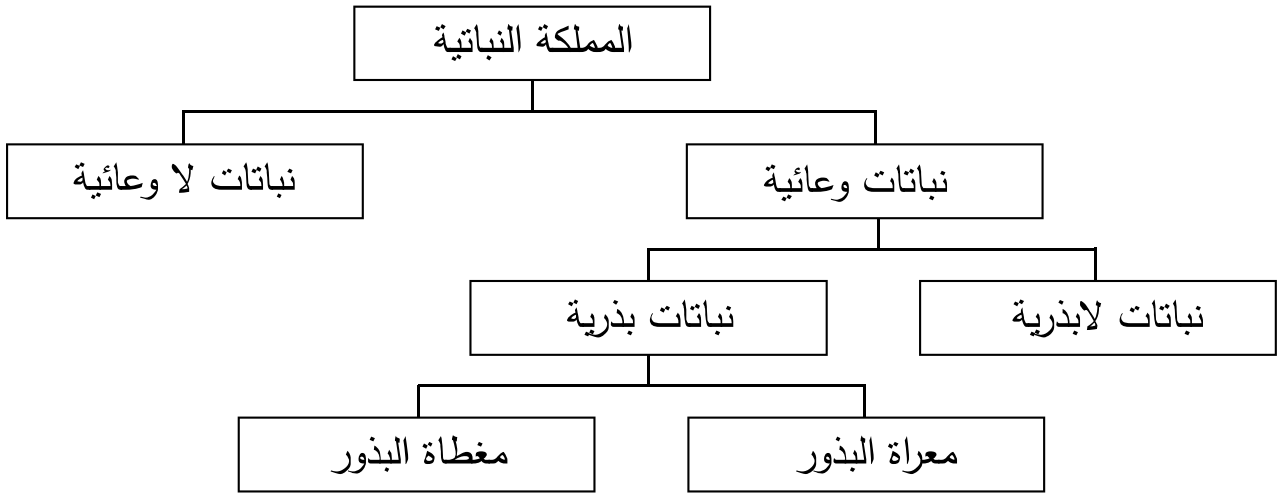 المملكة النباتية
نباتات وعائية
نباتات لا وعائية
نباتات لابذرية
نباتات بذرية
معراة البذور
مغطاة البذور